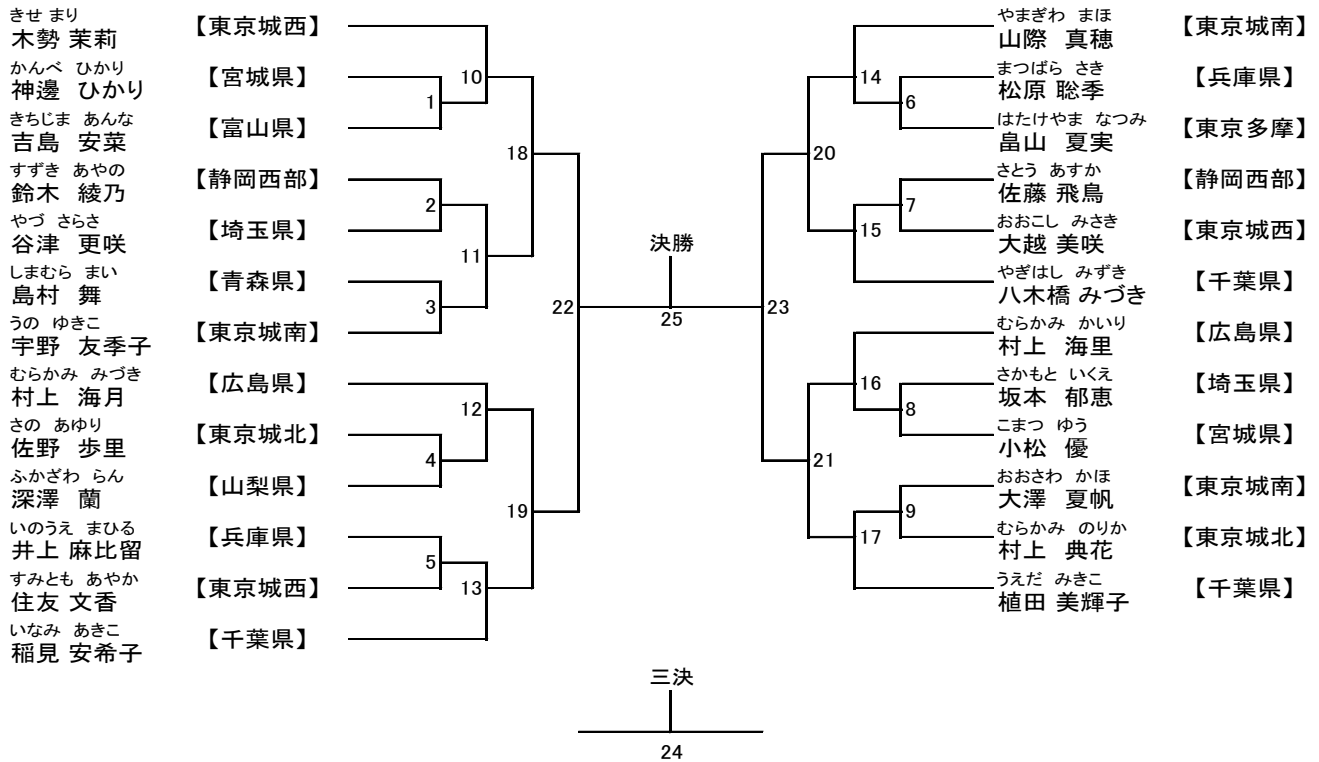 きせ まり
木勢 茉莉 【東京城西】
かんべ ひかり
神邊 ひかり 【宮城県】
きちじま あんな
吉島 安菜 【富山県】
すずき あやの
鈴木 綾乃 【静岡西部】
やづ さらさ
谷津 更咲 【埼玉県】
しまむら まい
島村 舞 【青森県】
うの ゆきこ
宇野 友季子 【東京城南】
むらかみ みづき
村上 海月 【広島県】
さの あゆり
佐野 歩里 【東京城北】
ふかざわ らん
深澤 蘭 【山梨県】
いのうえ まひる
井上 麻比留 【兵庫県】
すみとも あやか
住友 文香 【東京城西】
いなみ あきこ
稲見 安希子 【千葉県】
10
1
18
2
11
3
22
12
4
19
5
13
決勝
25
三決
24
14
6
20
7
15
23
16
8
21
9
17
やまぎわ まほ
山際 真穂 【東京城南】
まつばら さき
松原 聡季 【兵庫県】
はたけやま なつみ
畠山 夏実 【東京多摩】
さとう あすか
佐藤 飛鳥 【静岡西部】
おおこし みさき
大越 美咲 【東京城西】
やぎはし みずき
八木橋 みづき 【千葉県】
むらかみ かいり
村上 海里 【広島県】
さかもと いくえ
坂本 郁恵 【埼玉県】
こまつ ゆう
小松 優 【宮城県】
おおさわ かほ
大澤 夏帆 【東京城南】
むらかみ のりか
村上 典花 【東京城北】
うえだ みきこ
植田 美輝子 【千葉県】